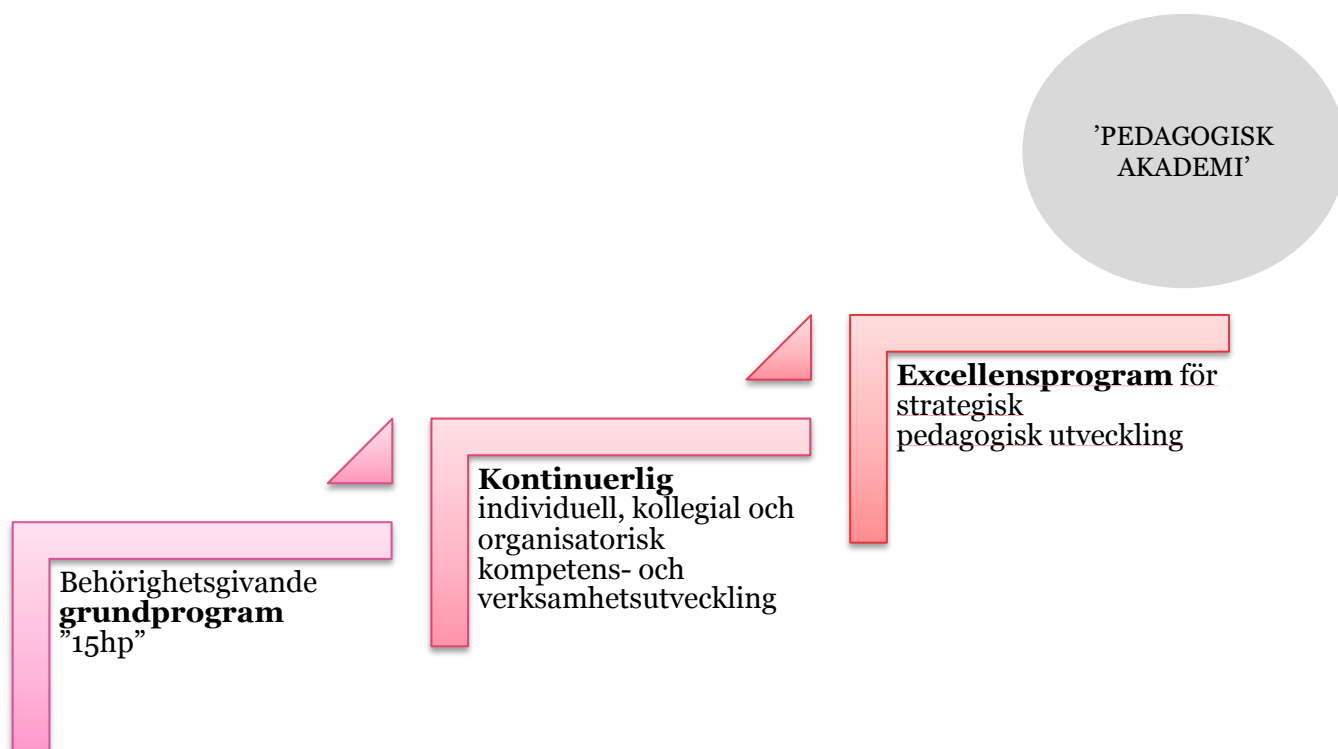 ’PEDAGOGISK
AKADEMI’
Excellensprogram för
strategisk
pedagogisk utveckling
Kontinuerlig
individuell, kollegial och
organisatorisk
kompetens- och
verksamhetsutveckling
Behörighetsgivande
grundprogram
”15hp”